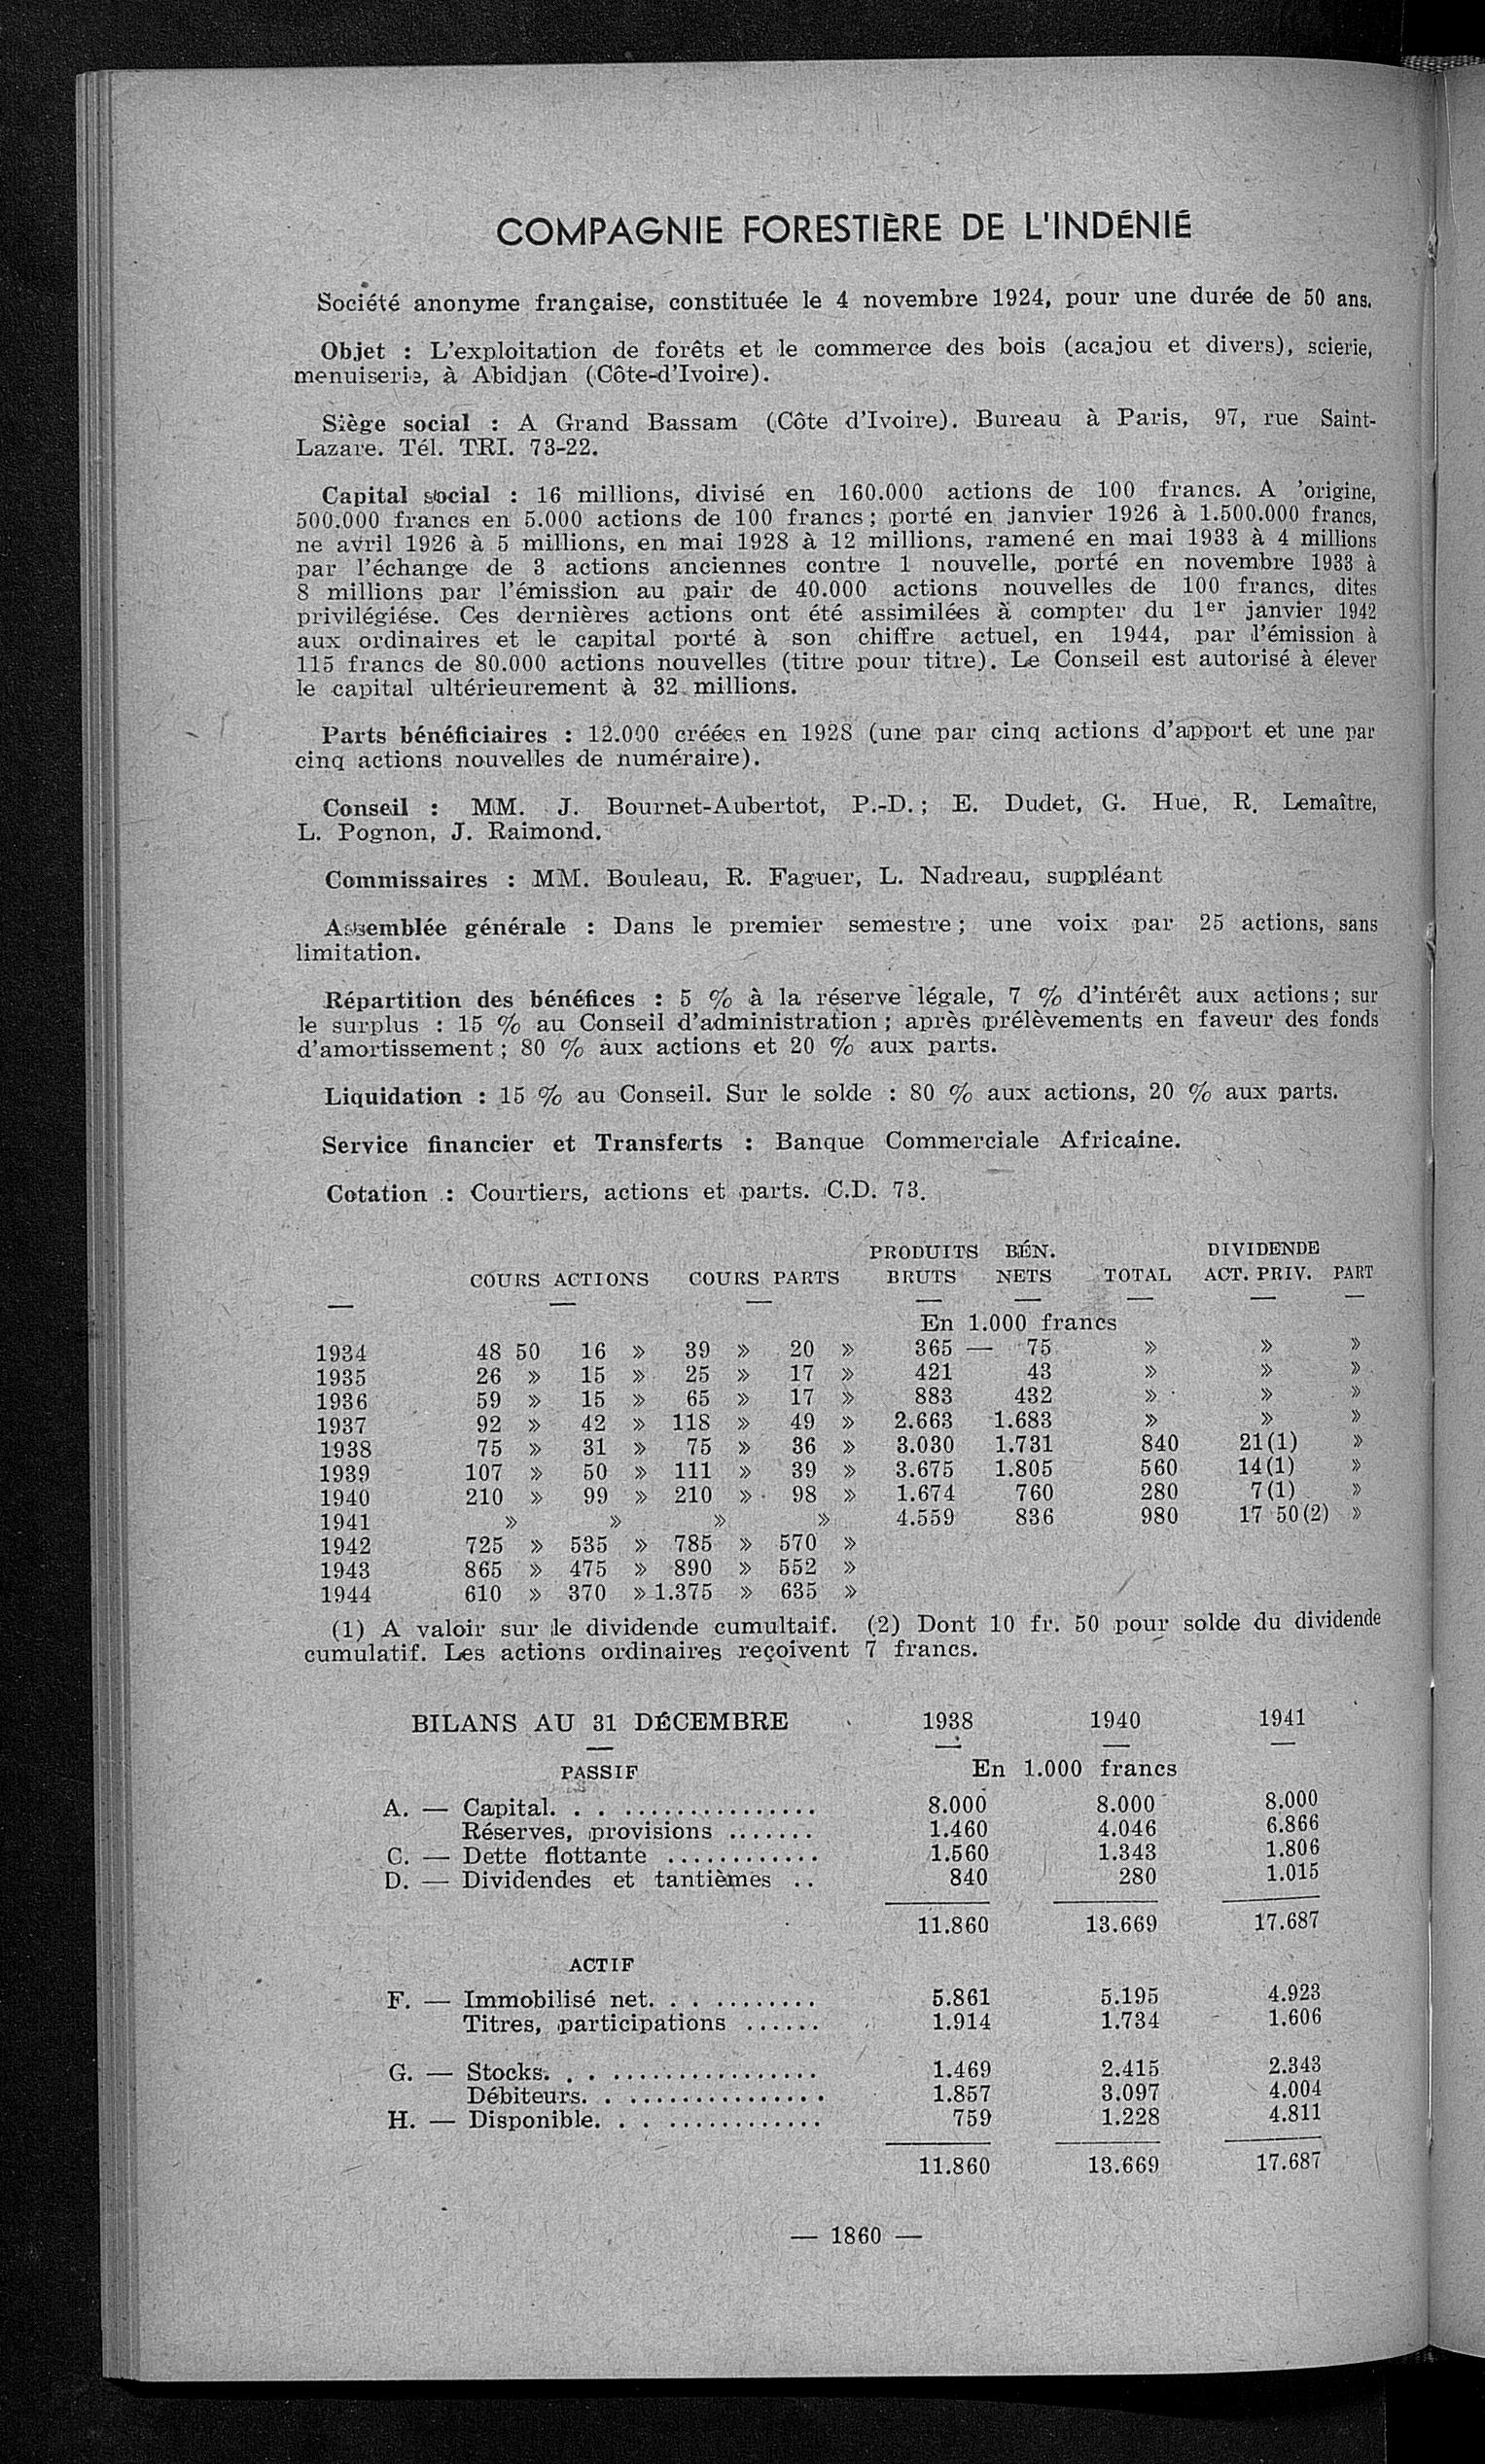 COMPAGNIE FORESTIÈRE DE L'INDÉNIÉ
Société anonyme française, constituée le 4 novembre 1924, pour une durée de 50 ans.
Objet : L'exploitation de forêts et le commerce des bois (acajou et divers), scierie,
menuiserie, à Abidjan (Côte-d'Ivoire).
Siège social : A Grand Bassam (Côte d'Ivoire). Bureau à Paris, 97, rue Saint-
Lazare. Tél. TRI. 73-22.
Capital social : 16 millions, divisé en 160.000 actions de 100 francs. A 'origine,
500.000 francs en 5.000 actions de 100 francs; porté en janvier 1926 à 1.500.000 francs,
ne avril 1926 à 5 millions, en mai 1928 à 12 millions, ramené en mai 1933 à 4 millions
par l'échange de 3 actions anciennes contre 1 nouvelle, porté en novembre 1933 à
8 millions par l'émission au pair de 40.000 actions nouvelles de 100 francs, dites
privilégiése. Ces dernières actions ont été assimilées à compter du 1er janvier 1942
aux ordinaires et le capital porté à son chiffre actuel, en 1944, par l'émission à
115 francs de 80.000 actions nouvelles (titre pour titre). Le Conseil est autorisé à élever
le capital ultérieurement à 32 millions.
Parts bénéficiaires : 12.000 créées en 1928 (une par cinq actions d'apport et une par
cinq actions nouvelles de numéraire).
Conseil : MM. J. Bournet-Aubertot, P.-D.; E. Dudet, G. Hue, R. Lemaître,
L. Pognon, J. Raimond.
Commissaires : MM. Bouleau, R. Faguer, L. Nadreau, suppléant
Assemblée générale : Dans le premier semestre; une voix par 25 actions, sans
limitation.
Répartition des bénéfices : 5 % à la réserve légale, 7 % d'intérêt aux actions; sur
le surplus : 15 % au Conseil d'administration; après prélèvements en faveur des fonds
d'amortissement; 80 % aux actions et 20 % aux parts.
Liquidation : 15 % au Conseil. Sur le solde : 80 % aux actions, 20 % aux parts.
Service financier et Transferts : Banque Commerciale Africaine.
Cotation : Courtiers, actions et parts. C.D. 73.
PRODUITS BÉN. DIVIDENDE
COURS ACTIONS COURS PARTS BRUTS NETS TOTAL ACT. PRIV. PART
— — — — — — — —
En 1.000 francs
1934 48 50 16 » 39 » 20 » 365 — 75 » » »
1935 26 » 15 » 25 » 17 » 421 43 » » »
1936 59 » 15 » 65 » 17 » 883 432 » » »
1937 92 » 42 » 118 » 49 » 2.663 1.683 » » »
1938 75 » 31 » 75 » 36 » 3.030 1.731 840 21(1) »
1939 107 » 50 » 111 » 39 » 3.675 1.805 560 14(1) »
1940 210 » 99 » 210 » 98 » 1.674 760 280 7(1) »
1941 » » » » 4.559 836 980 17 50(2) »
1942 725 » 535 » 785 » 570 »
1943 865 » 475 » 890 » 552 »
1944 610 » 370 » 1.375 » 635 »
(1) A valoir sur le dividende cumultaif. (2) Dont 10 fr. 50 pour solde du dividende
cumulatif. Les actions ordinaires reçoivent 7 francs.
BILANS AU 31 DÉCEMBRE 1938 1940 1941
— — — —
PASSIF En 1.000 francs
A. — Capital. . . ............... 8.000 8.000 8.000
Réserves, provisions ....... 1.460 4.046 6.866
C. — Dette flottante ............ 1.560 1.343 1.806
D. — Dividendes et tantièmes .. 840 280 1.015
11.860 13.669 17.687
ACTIF
F. — Immobilisé net. . . .......... 5.861 5.195 4.923
Titres, participations ...... 1.914 1.734 1.606
G. — Stocks. . . ................ 1.469 2.415 2.343
Débiteurs. . ............... 1.857 3.097 4.004
H. — Disponible. . . ............ 759 1.228 4.811
11.860 13.669 17.687
— 1860 —